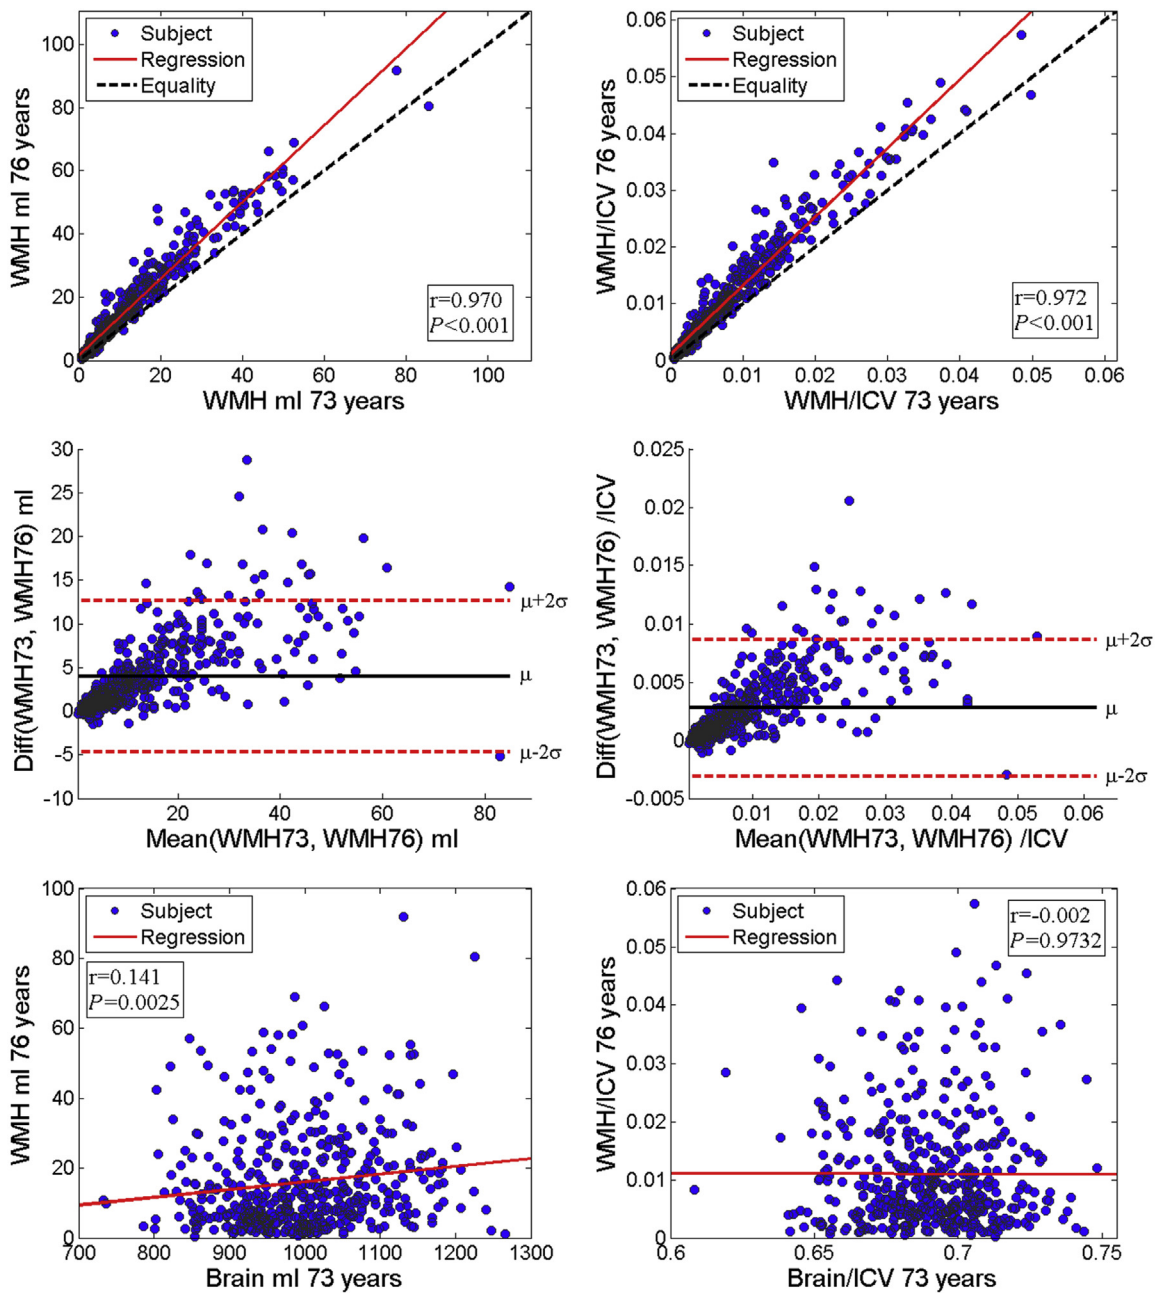 WMH ml 76 years
100
80
60
40
20
0
Subject
Regression
Equality
r=0.970
P<0.001
0 20 40 60 80 100
WMH ml 73 years
WMH/ICV 76 years
0.06
0.05
0.04
0.03
0.02
0.01
0
Subject
Regression
Equality
r=0.972
P<0.001
0 0.01 0.02 0.03 0.04 0.05 0.06
WMH/ICV 73 years
Diff(WMH73, WMH76) ml
30
25
20
15
10
5
0
-5
-10
μ+2σ
μ
μ-2σ
20 40 60 80
Mean(WMH73, WMH76) ml
Diff(WMH73, WMH76) /ICV
0.025
0.02
0.015
0.01
0.005
0
-0.005
μ+2σ
μ
μ-2σ
0.01 0.02 0.03 0.04 0.05 0.06
Mean(WMH73, WMH76) /ICV
WMH ml 76 years
100
80
60
40
20
0
Subject
Regression
r=0.141
P=0.0025
700 800 900 1000 1100 1200 1300
Brain ml 73 years
WMH/ICV 76 years
0.06
0.05
0.04
0.03
0.02
0.01
0
Subject
Regression
r=-0.002
P=0.9732
0.6 0.65 0.7 0.75
Brain/ICV 73 years